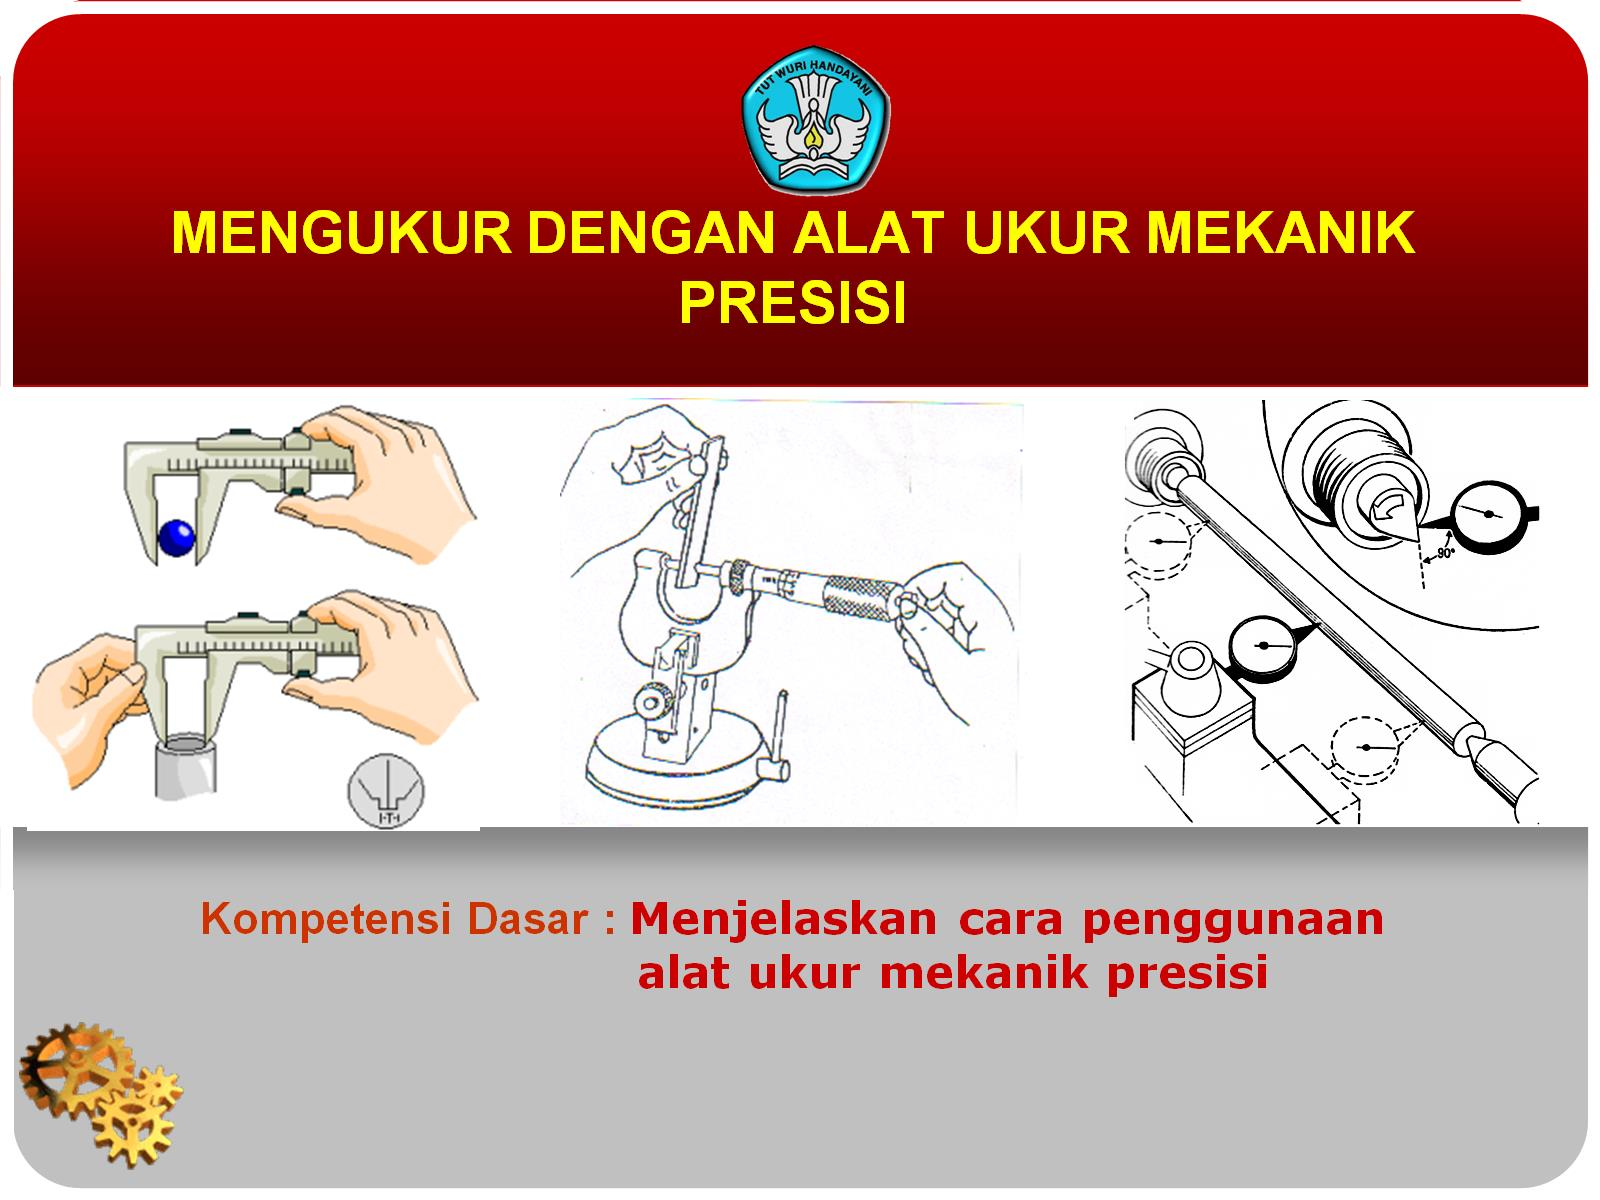 TUT WURI HANDAYANI
MENGUKUR DENGAN ALAT UKUR MEKANIK
PRESISI
90°
Kompetensi Dasar : Menjelaskan cara penggunaan
alat ukur mekanik presisi